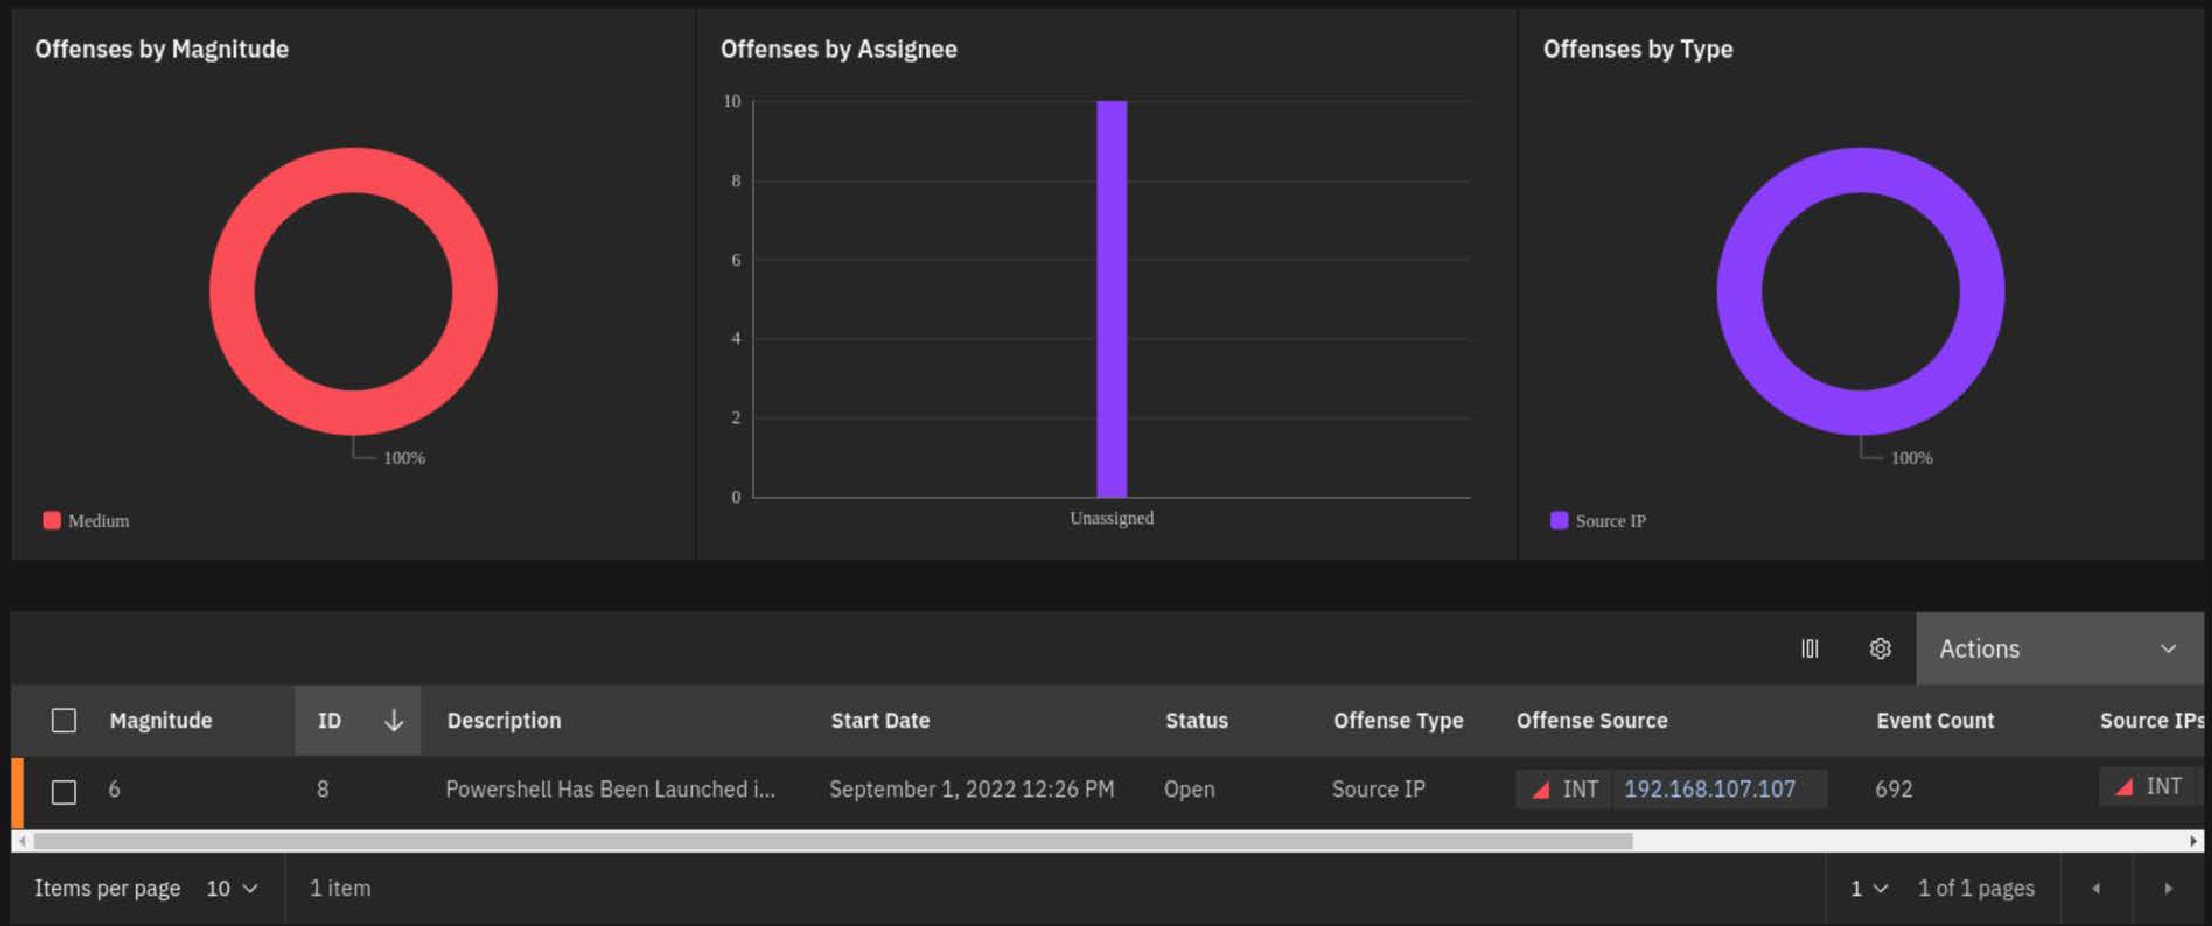 Offenses by Magnitude
100%
Medium
Offenses by Assignee
10
8
6
4
2
0
Unassigned
Offenses by Type
100%
Source IP
Actions
Magnitude ID Description Start Date Status Offense Type Offense Source Event Count Source IPs
6 8 Powershell Has Been Launched i... September 1, 2022 12:26 PM Open Source IP INT 192.168.107.107 692 INT
Items per page 10 1 item 1 1 of 1 pages